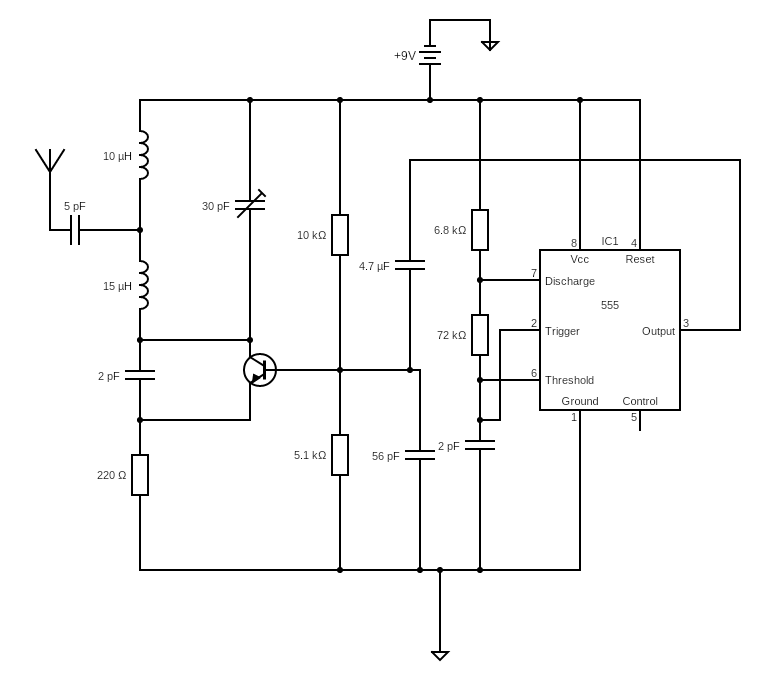 +9V
10 µH
5 pF
30 pF
10 kΩ
6.8 kΩ
4.7 µF
15 µH
72 kΩ
2 pF
220 Ω
5.1 kΩ
56 pF
2 pF
8
IC1
4
Vcc
Reset
7
Discharge
555
2
Trigger
Output
3
6
Threshold
Ground
Control
1
5